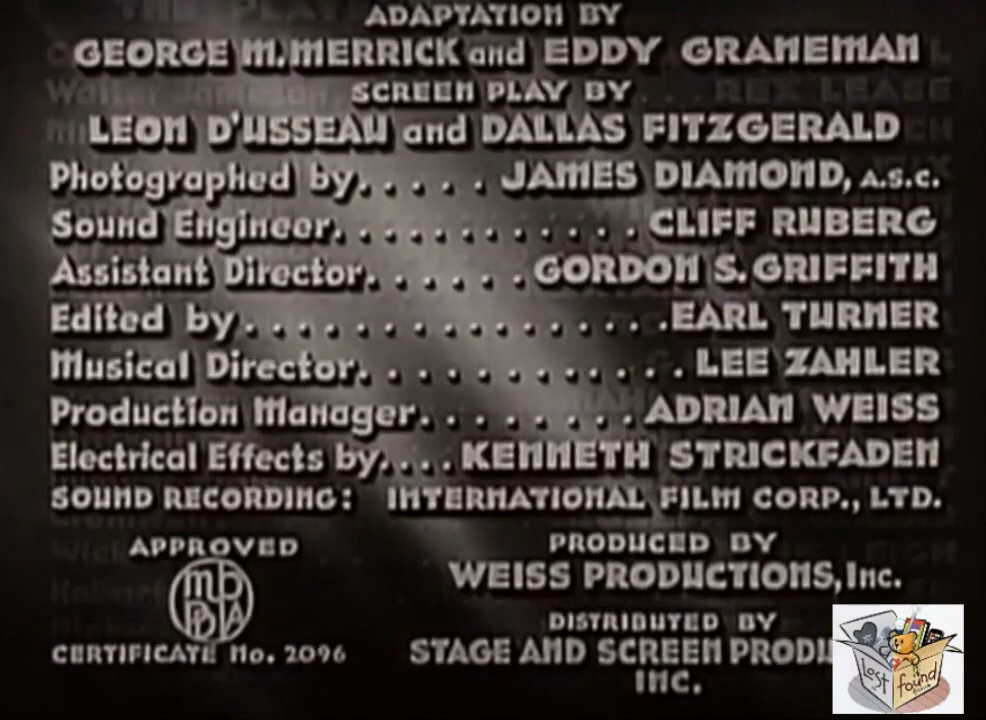 ADAPTATION BY
GEORGE M. MERRICK and EDDY GRANEMAN
SCREEN PLAY BY
LEON D'USSEAU and DALLAS FITZGERALD
Photographed by..... JAMES DIAMOND, A.S.C.
Sound Engineer............ CLIFF RUBERG
Assistant Director...... GORDON S. GRIFFITH
Edited by................ EARL TURNER
Musical Director............ LEE ZAHLER
Production Manager........ ADRIAN WEISS
Electrical Effects by.... KENNETH STRICKFADEN
SOUND RECORDING: INTERNATIONAL FILM CORP., LTD.
APPROVED
MPPDA
CERTIFICATE No. 2096
PRODUCED BY
WEISS PRODUCTIONS, Inc.
DISTRIBUTED BY
STAGE AND SCREEN PRODU
INC.
Lost found